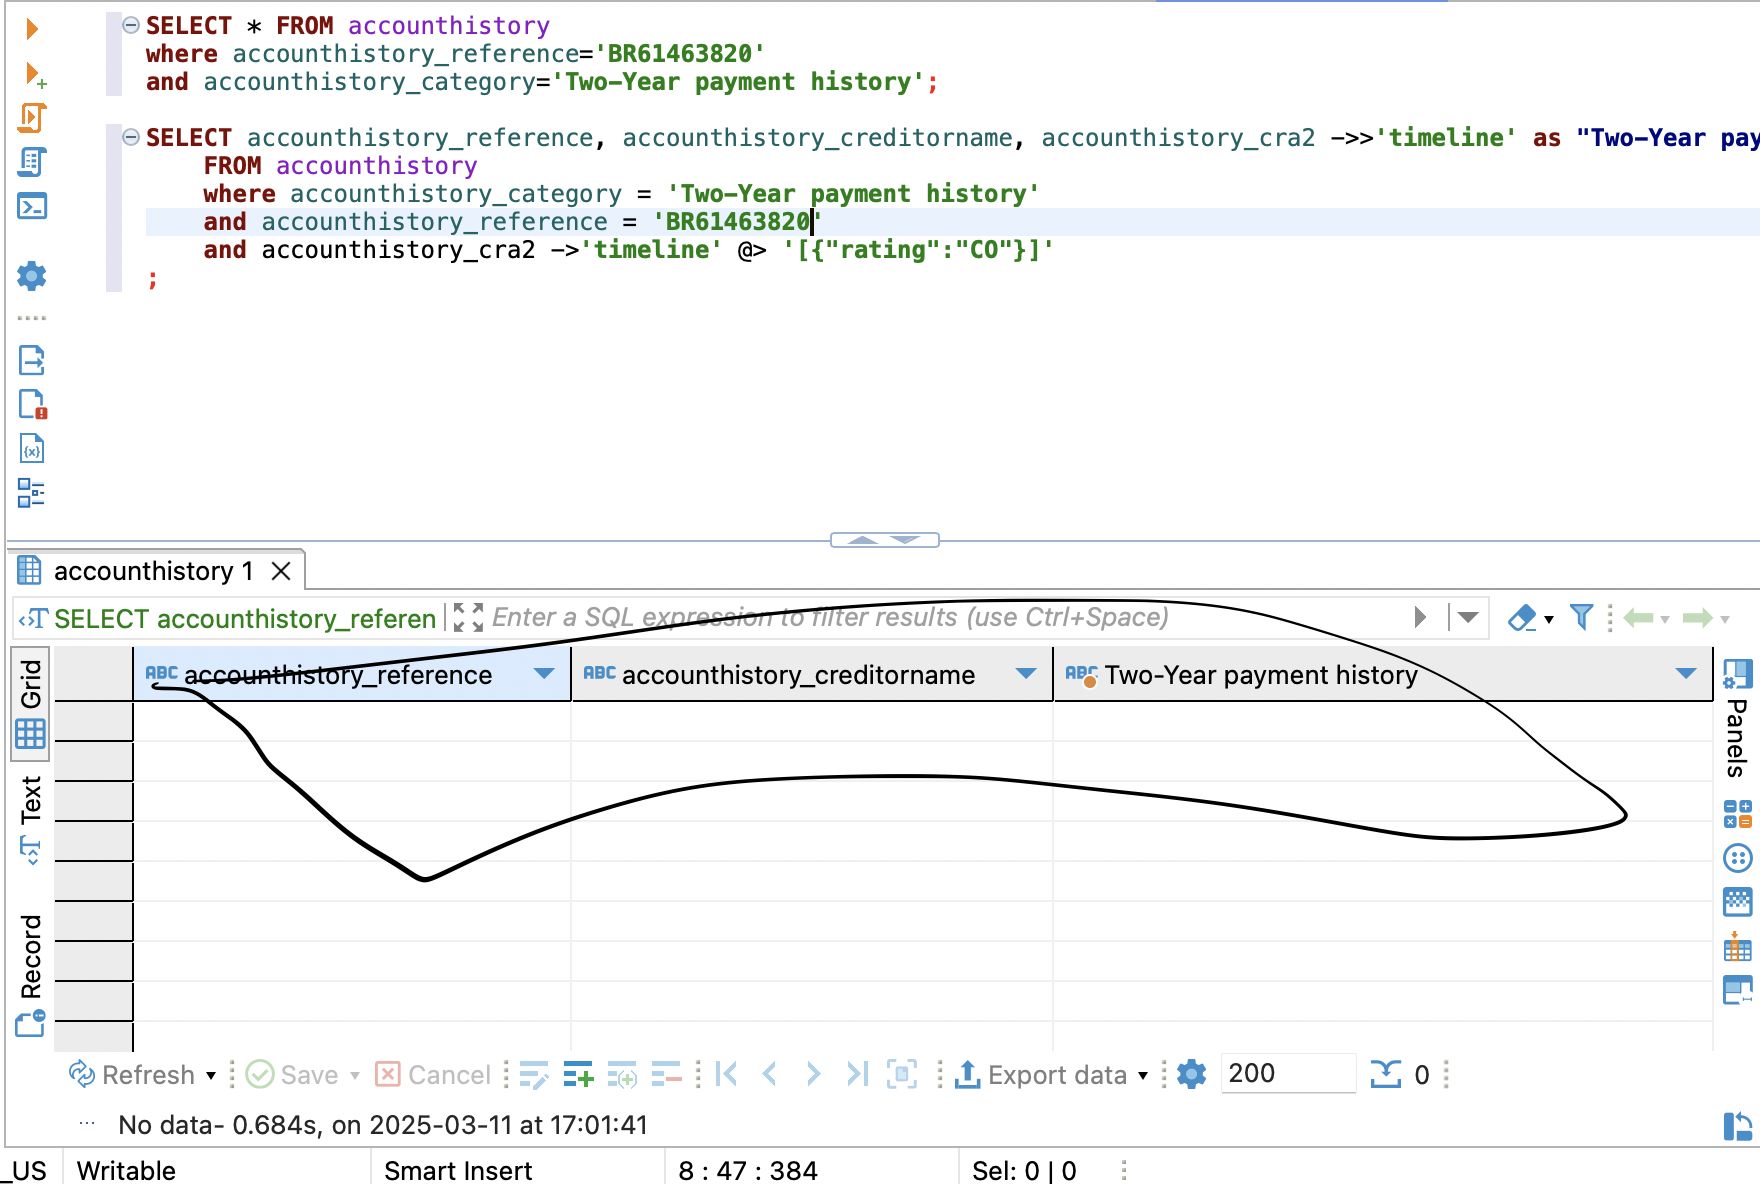 SELECT * FROM accounthistory
where accounthistory_reference='BR61463820'
and accounthistory_category='Two-Year payment history';
SELECT accounthistory_reference, accounthistory_creditorname, accounthistory_cra2 ->>'timeline' as "Two-Year pay
FROM accounthistory
where accounthistory_category = 'Two-Year payment history'
and accounthistory_reference = 'BR61463820'
and accounthistory_cra2 ->'timeline' @> '[{"rating":"CO"}]'
;
accounthistory 1
SELECT accounthistory_referen
Enter a SQL expression to filter results (use Ctrl+Space)
Grid
Text
Record
ABC accounthistory_reference
ABC accounthistory_creditorname
ABC Two-Year payment history
Panels
Refresh
Save
Cancel
Export data
200
0
No data- 0.684s, on 2025-03-11 at 17:01:41
_US
Writable
Smart Insert
8 : 47 : 384
Sel: 0 | 0